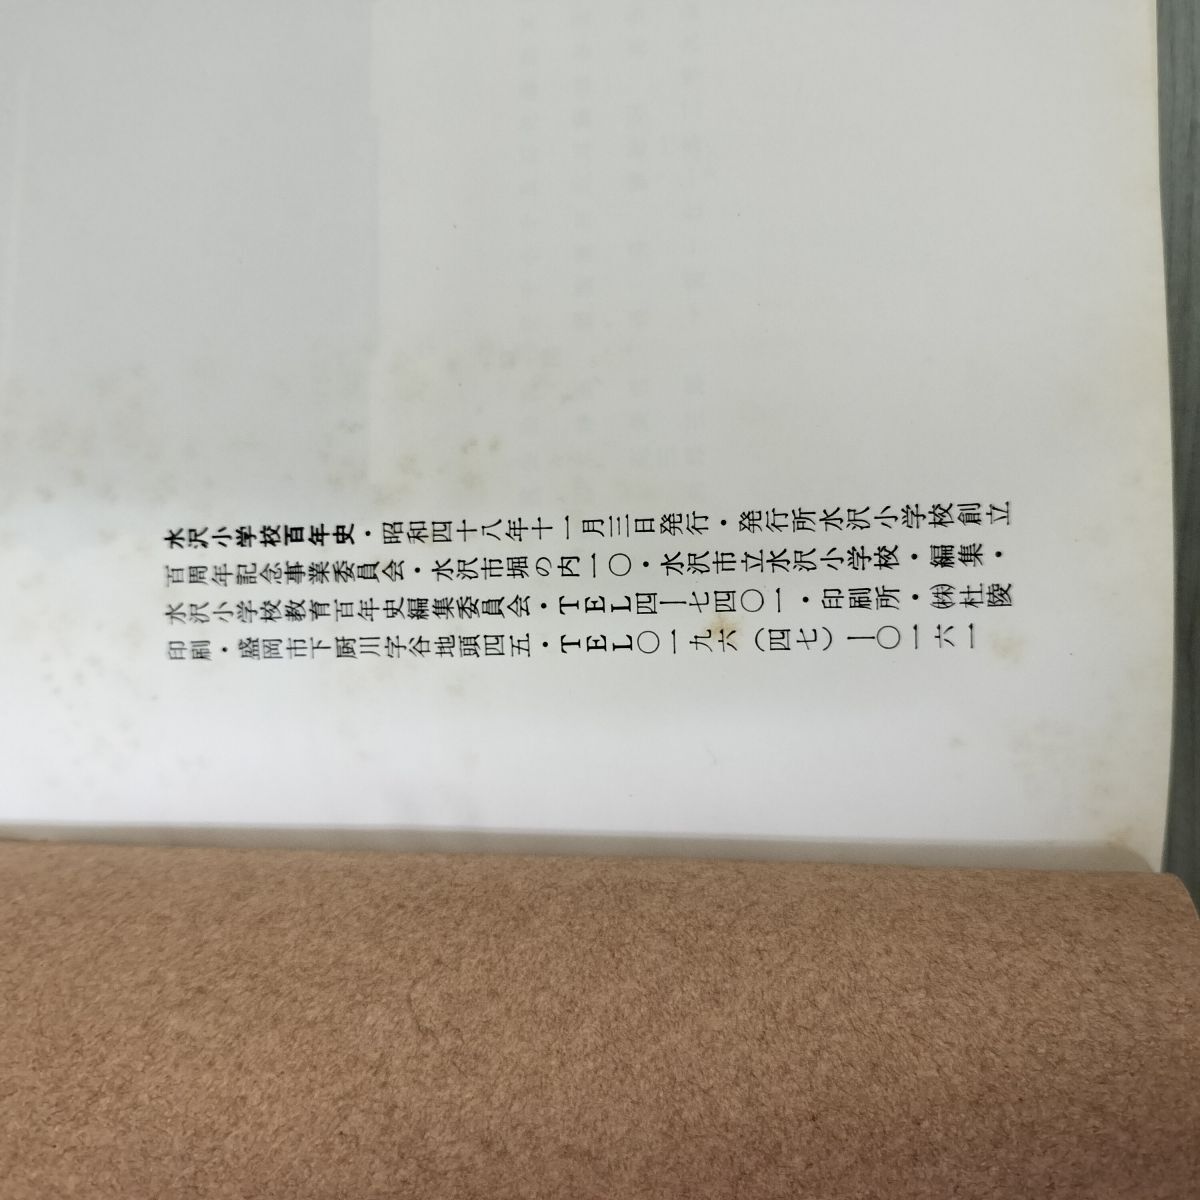 水沢小学校百年史・昭和四十八年十一月三日発行・発行所水沢小学校創立
百周年記念事業委員会・水沢市堀の内一〇・水沢市立水沢小学校・編集・
水沢小学校教育百年史編集委員会・TEL四ー七四〇一・印刷所・㈱杜陵
印刷・盛岡市下厨川字谷地頭四五・TEL〇一九六(四七)ー〇一六一